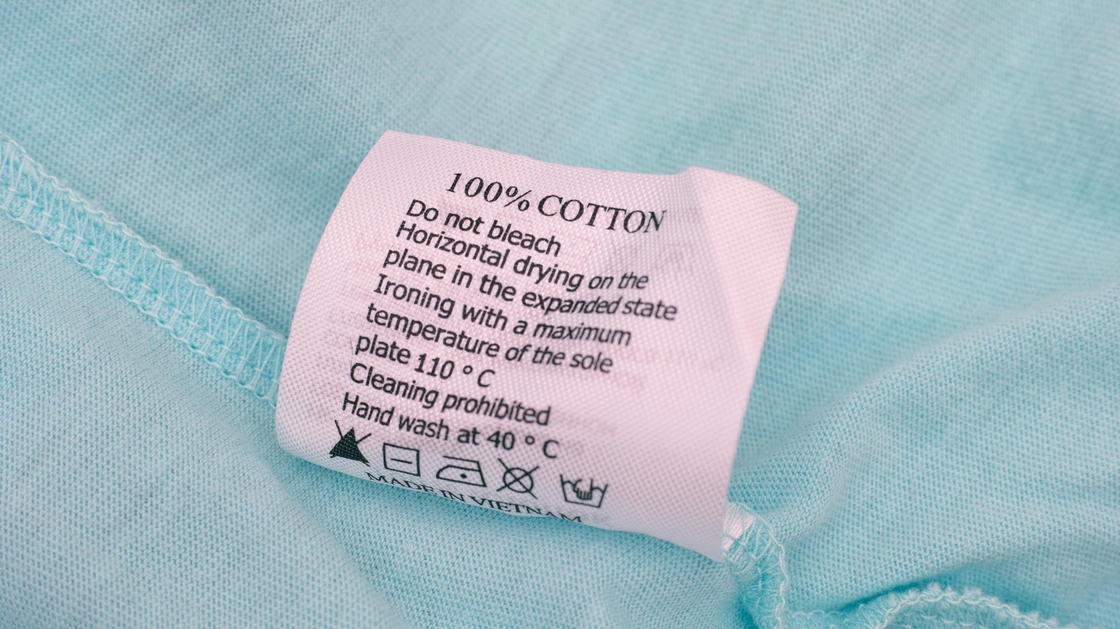 100% COTTON
Do not bleach
Horizontal drying on the
plane in the expanded state
Ironing with a maximum
temperature of the sole
plate 110 ° C
Cleaning prohibited
Hand wash at 40 ° C
MADE IN VIETNAM